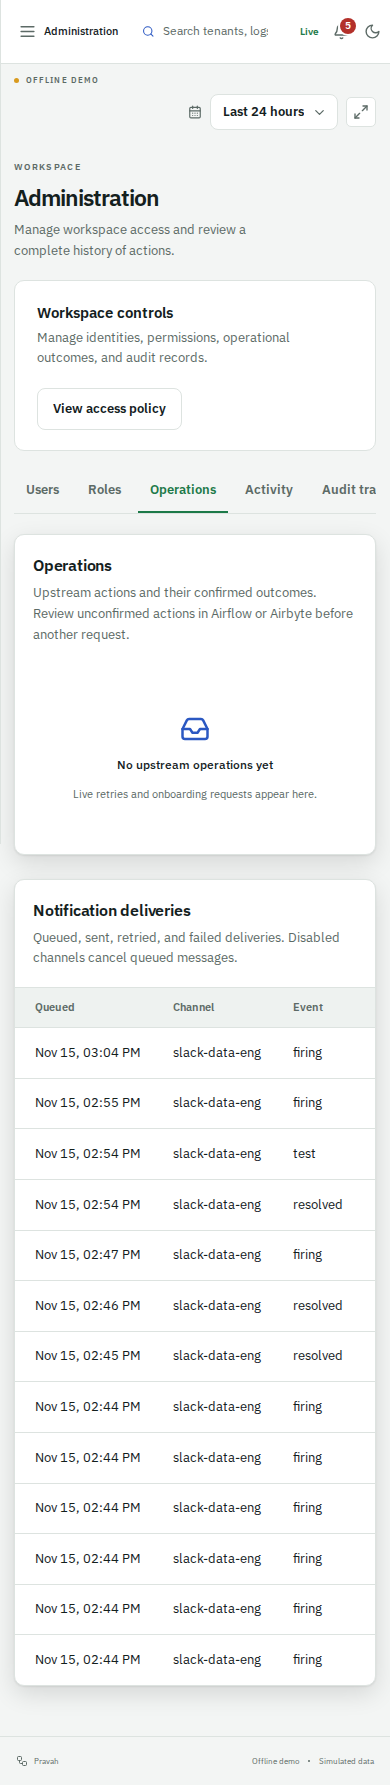 Administration
Search tenants, logs
Live
5
OFFLINE DEMO
Last 24 hours
WORKSPACE
Administration
Manage workspace access and review a
complete history of actions.
Workspace controls
Manage identities, permissions, operational
outcomes, and audit records.
View access policy
Users Roles Operations Activity Audit tra
Operations
Upstream actions and their confirmed outcomes.
Review unconfirmed actions in Airflow or Airbyte before
another request.
No upstream operations yet
Live retries and onboarding requests appear here.
Notification deliveries
Queued, sent, retried, and failed deliveries. Disabled
channels cancel queued messages.
Queued Channel Event
Nov 15, 03:04 PM slack-data-eng firing
Nov 15, 02:55 PM slack-data-eng firing
Nov 15, 02:54 PM slack-data-eng test
Nov 15, 02:54 PM slack-data-eng resolved
Nov 15, 02:47 PM slack-data-eng firing
Nov 15, 02:46 PM slack-data-eng resolved
Nov 15, 02:45 PM slack-data-eng resolved
Nov 15, 02:44 PM slack-data-eng firing
Nov 15, 02:44 PM slack-data-eng firing
Nov 15, 02:44 PM slack-data-eng firing
Nov 15, 02:44 PM slack-data-eng firing
Nov 15, 02:44 PM slack-data-eng firing
Nov 15, 02:44 PM slack-data-eng firing
Pravah
Offline demo • Simulated data